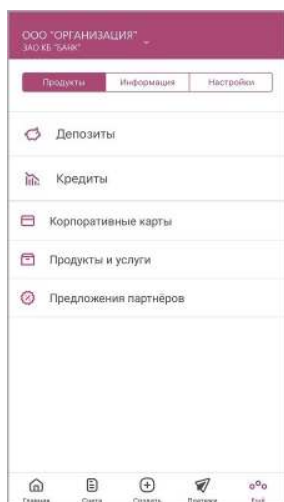 ООО "ОРГАНИЗАЦИЯ"
ЗАО КБ "БАНК"
Продукты Информация Настройки
Депозиты
Кредиты
Корпоративные карты
Продукты и услуги
Предложения партнёров
Главная Счета Создать Платежи Ещё